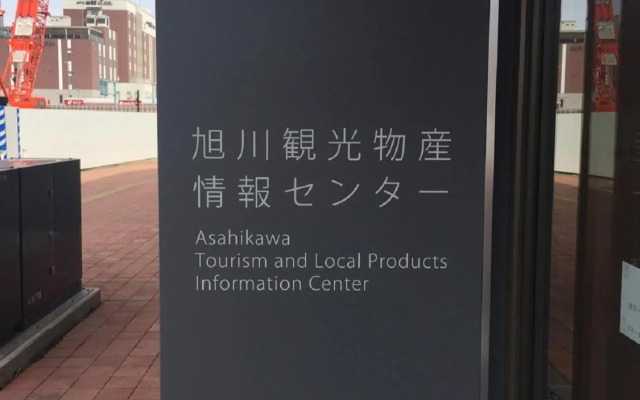 旭川観光物産
情報センター
Asahikawa
Tourism and Local Products
Information Center